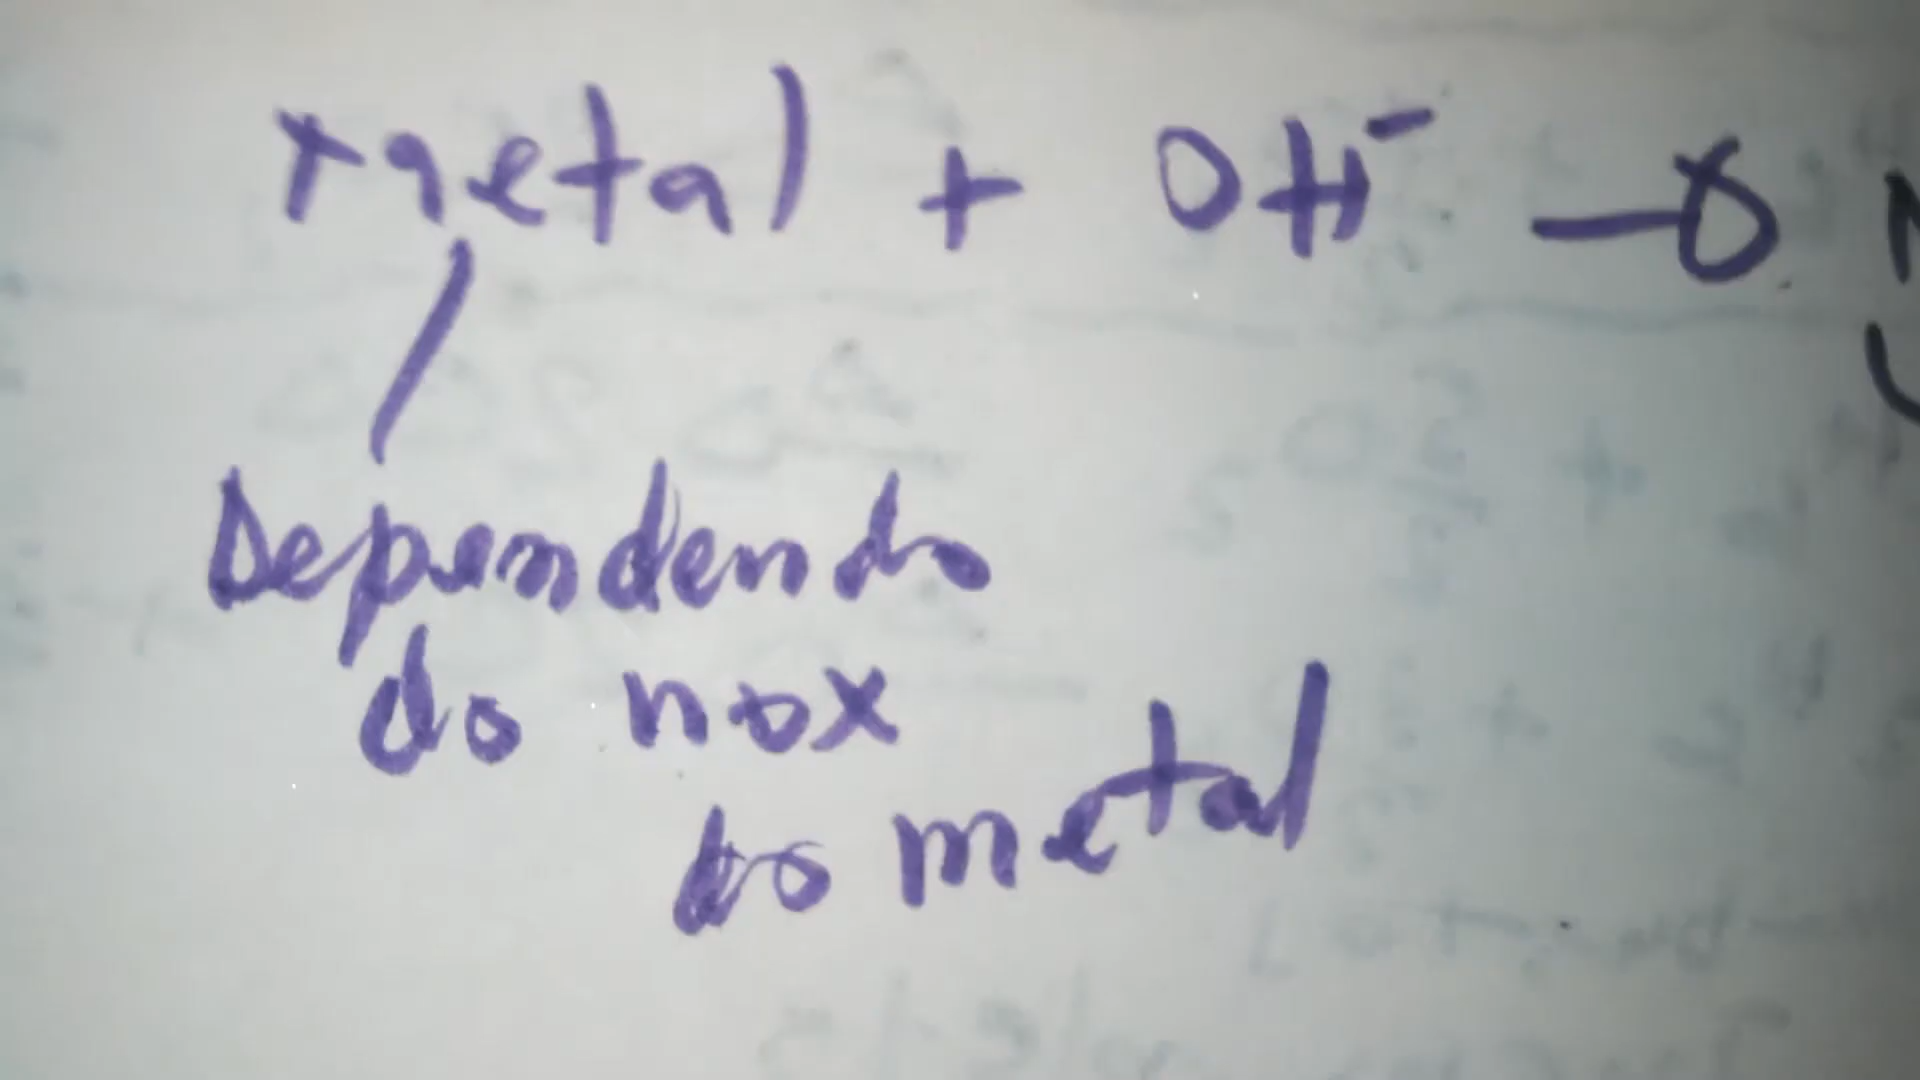 metal + OH⁻ →
Dependendo
do nox
do metal